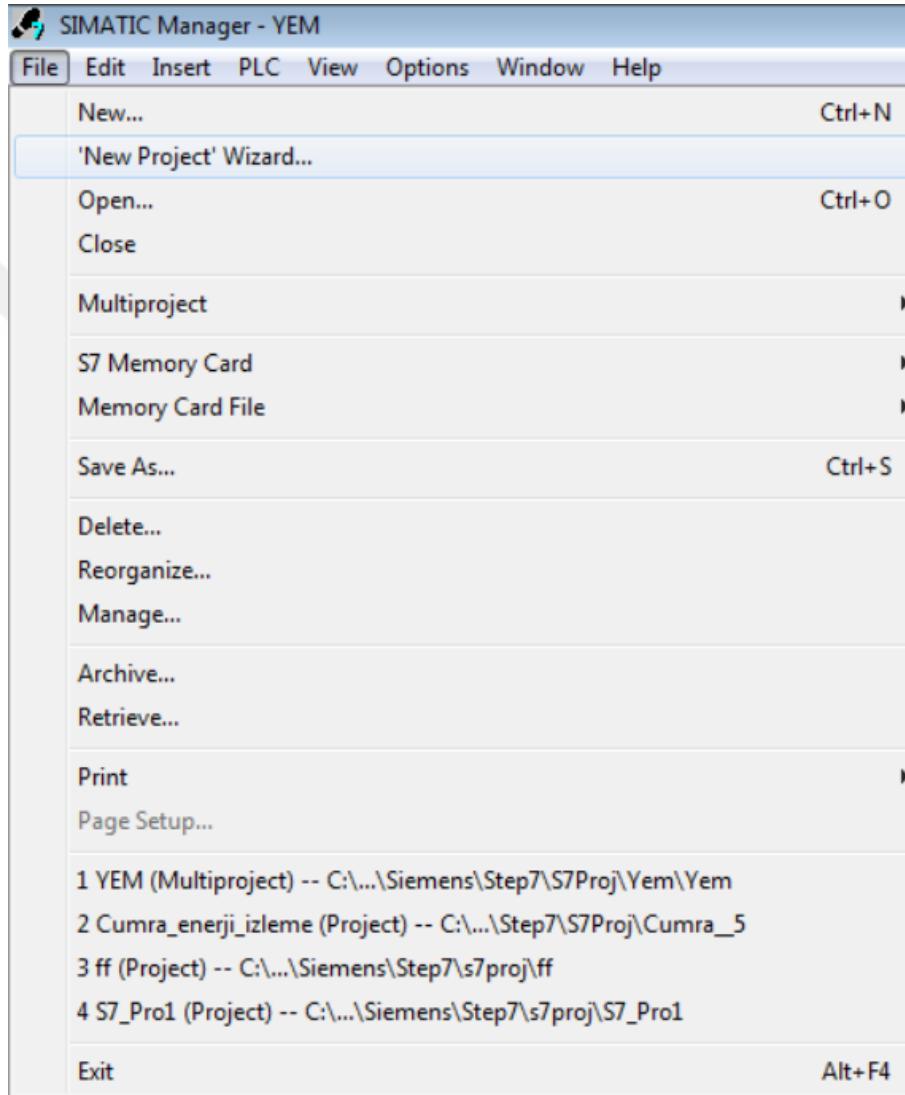 SIMATIC Manager - YEM
File Edit Insert PLC View Options Window Help
New... Ctrl+N
'New Project' Wizard...
Open... Ctrl+O
Close
Multiproject
S7 Memory Card
Memory Card File
Save As... Ctrl+S
Delete...
Reorganize...
Manage...
Archive...
Retrieve...
Print
Page Setup...
1 YEM (Multiproject) -- C:\...\Siemens\Step7\S7Proj\Yem\Yem
2 Cumra_enerji_izleme (Project) -- C:\...\Step7\S7Proj\Cumra__5
3 ff (Project) -- C:\...\Siemens\Step7\s7proj\ff
4 S7_Pro1 (Project) -- C:\...\Siemens\Step7\s7proj\S7_Pro1
Exit Alt+F4